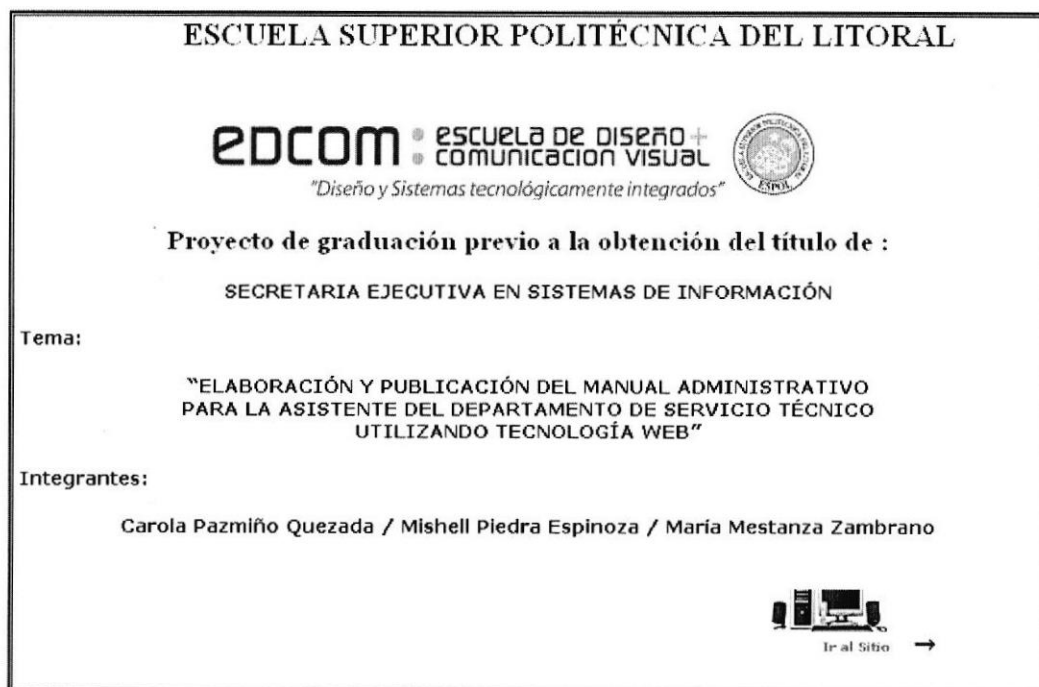 ESCUELA SUPERIOR POLITÉCNICA DEL LITORAL
eDCOM: ESCUELA DE DISEÑO +
COMUNICACION VISUAL
"Diseño y Sistemas tecnológicamente integrados"
ESPOL
Proyecto de graduación previo a la obtención del título de :
SECRETARIA EJECUTIVA EN SISTEMAS DE INFORMACIÓN
Tema:
"ELABORACIÓN Y PUBLICACIÓN DEL MANUAL ADMINISTRATIVO
PARA LA ASISTENTE DEL DEPARTAMENTO DE SERVICIO TÉCNICO
UTILIZANDO TECNOLOGÍA WEB"
Integrantes:
Carola Pazmiño Quezada / Mishell Piedra Espinoza / María Mestanza Zambrano
Ir al Sitio →